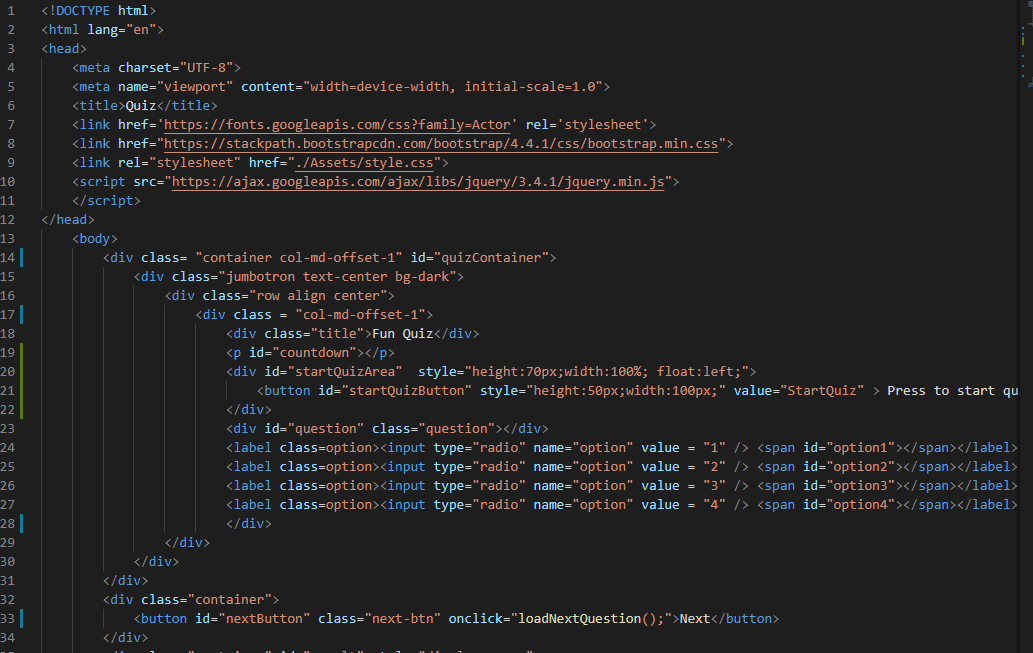 1 <!DOCTYPE html>
2 <html lang="en">
3 <head>
4     <meta charset="UTF-8">
5     <meta name="viewport" content="width=device-width, initial-scale=1.0">
6     <title>Quiz</title>
7     <link href='https://fonts.googleapis.com/css?family=Actor' rel='stylesheet'>
8     <link href="https://stackpath.bootstrapcdn.com/bootstrap/4.4.1/css/bootstrap.min.css">
9     <link rel="stylesheet" href="./Assets/style.css">
10     <script src="https://ajax.googleapis.com/ajax/libs/jquery/3.4.1/jquery.min.js">
11     </script>
12 </head>
13     <body>
14         <div class= "container col-md-offset-1" id="quizContainer">
15             <div class="jumbotron text-center bg-dark">
16                 <div class="row align center">
17                     <div class = "col-md-offset-1">
18                         <div class="title">Fun Quiz</div>
19                         <p id="countdown"></p>
20                         <div id="startQuizArea"  style="height:70px;width:100%; float:left;">
21                             <button id="startQuizButton" style="height:50px;width:100px;" value="StartQuiz" > Press to start qu
22                         </div>
23                         <div id="question" class="question"></div>
24                         <label class=option><input type="radio" name="option" value = "1" /> <span id="option1"></span></label>
25                         <label class=option><input type="radio" name="option" value = "2" /> <span id="option2"></span></label>
26                         <label class=option><input type="radio" name="option" value = "3" /> <span id="option3"></span></label>
27                         <label class=option><input type="radio" name="option" value = "4" /> <span id="option4"></span></label>
28                         </div>
29                 </div>
30             </div>
31         </div>
32         <div class="container">
33             <button id="nextButton" class="next-btn" onclick="loadNextQuestion();">Next</button>
34         </div>